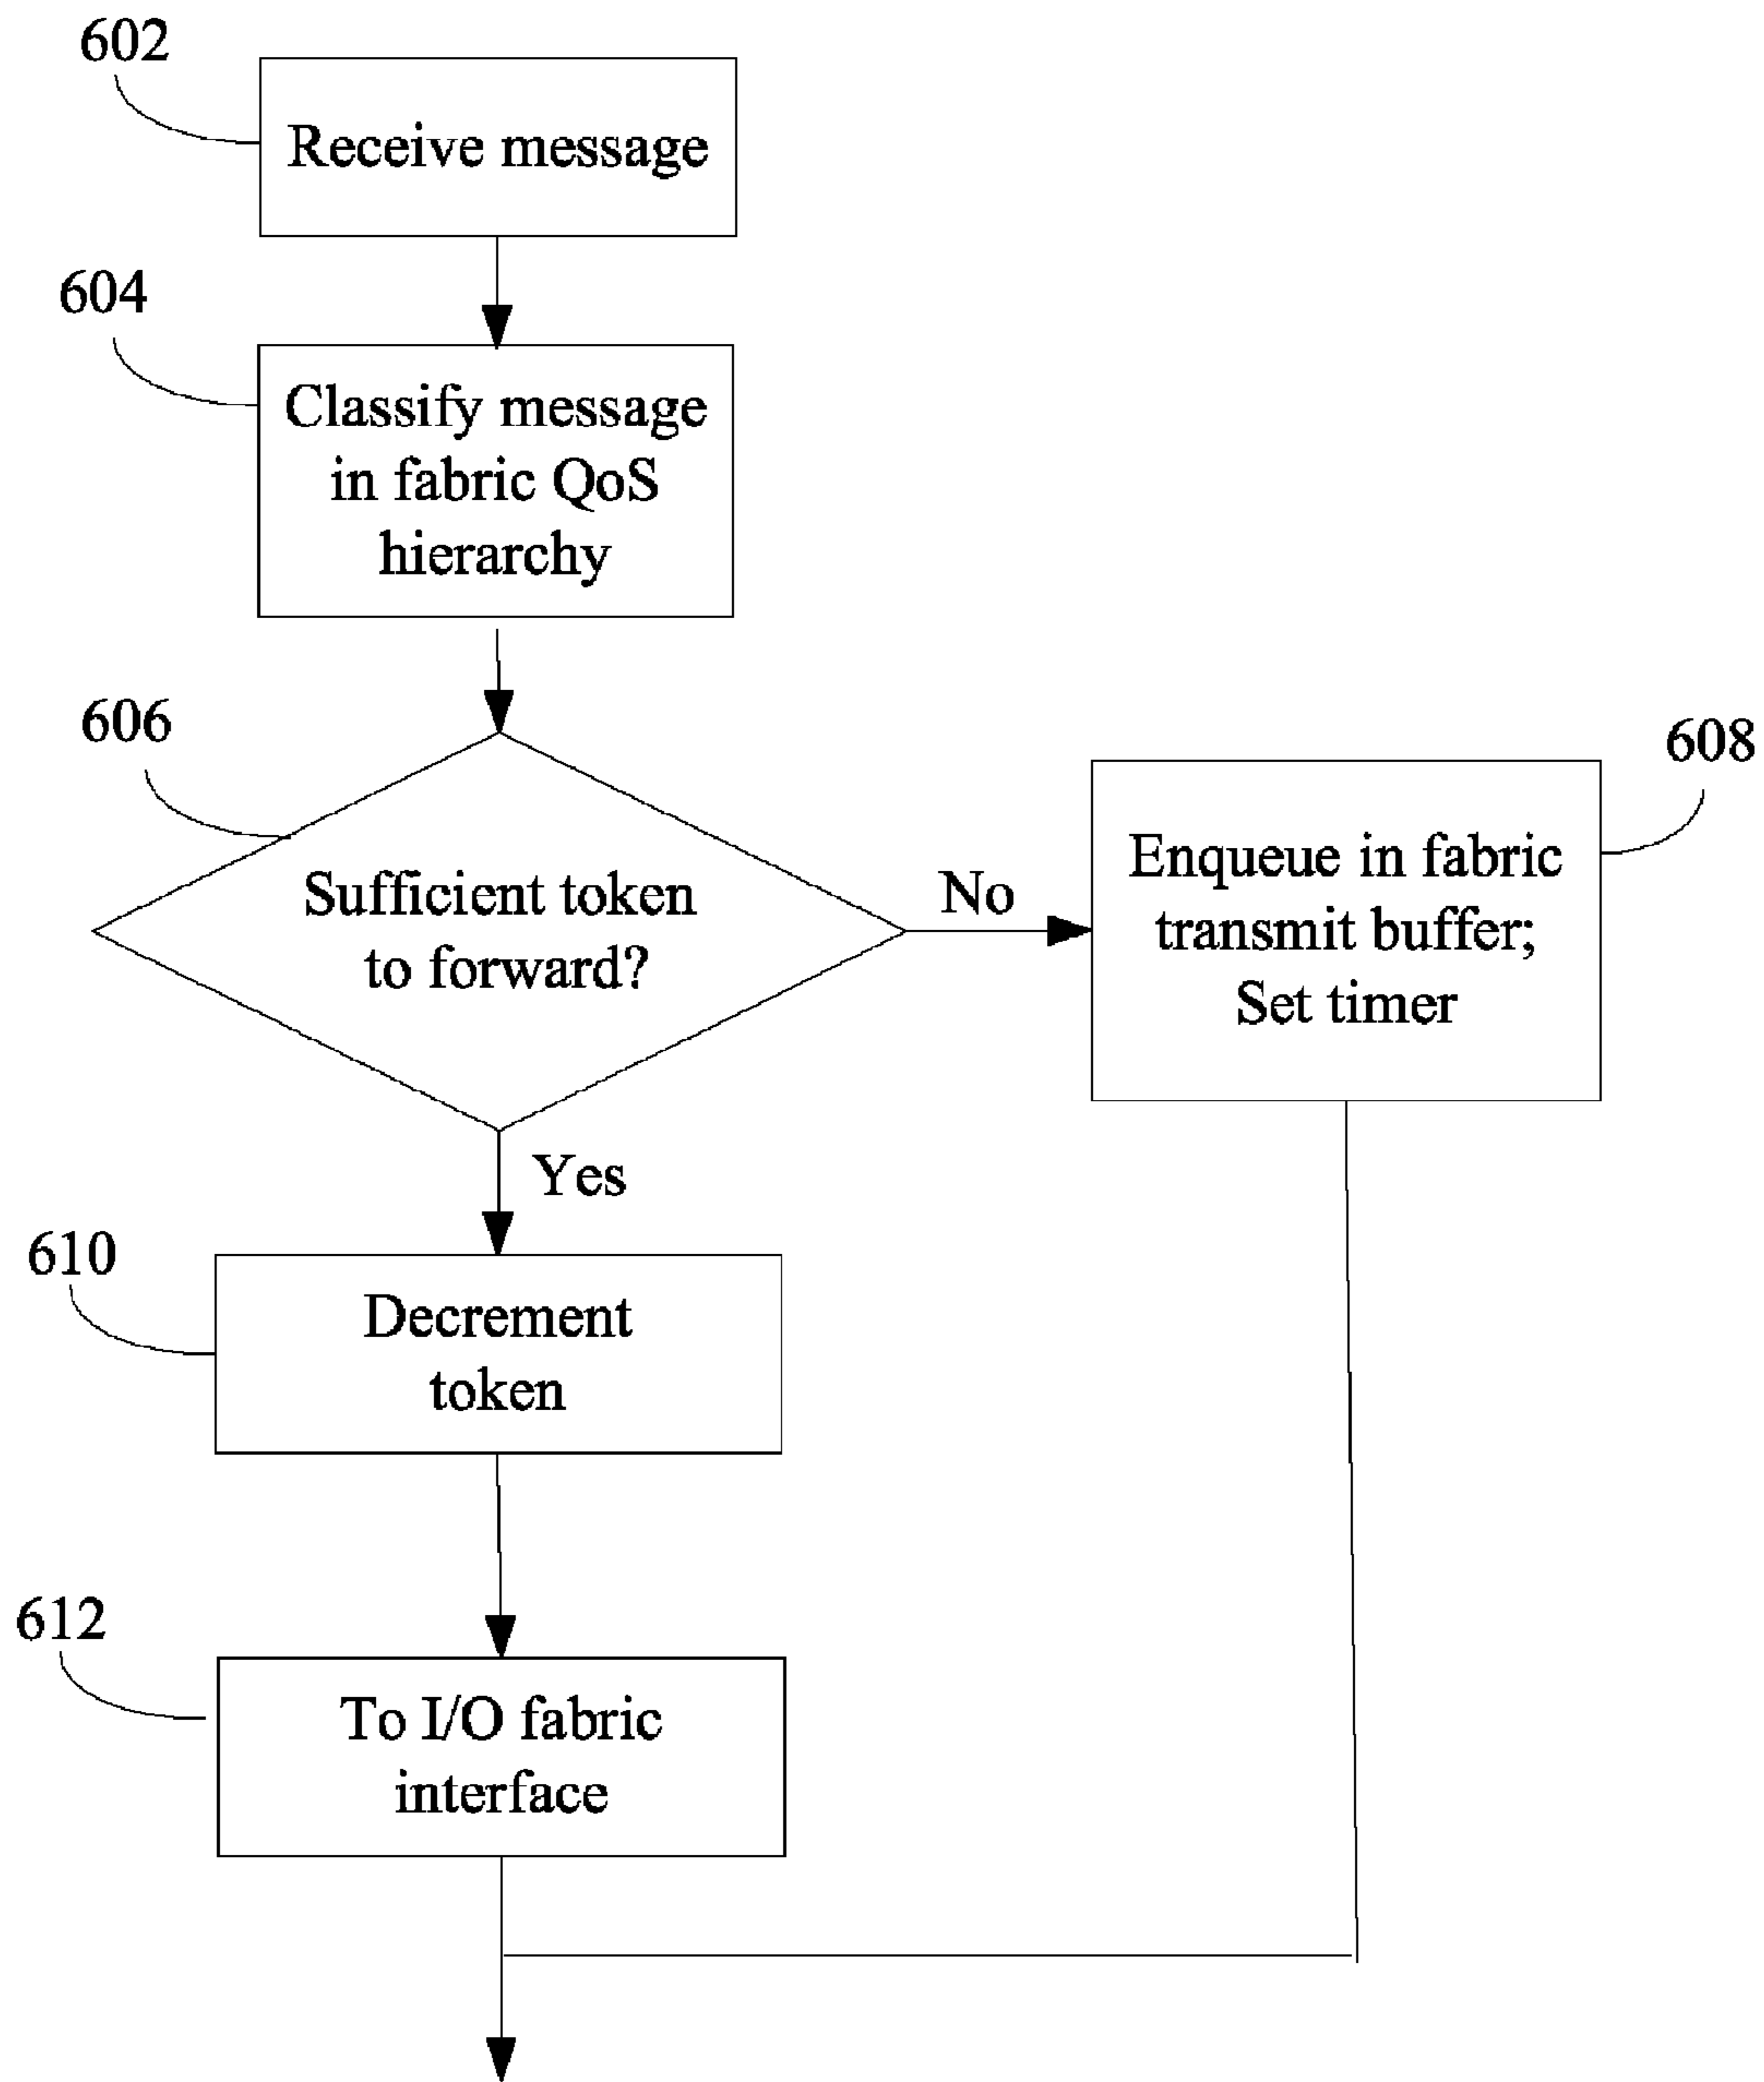 602
Receive message
604
Classify message
in fabric QoS
hierarchy
606
608
Sufficient token
to forward?
No
Enqueue in fabric
transmit buffer;
Set timer
Yes
610
Decrement
token
612
To I/O fabric
interface